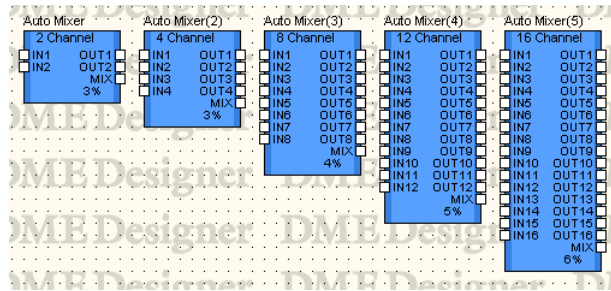 Auto Mixer
2 Channel
IN1 OUT1
IN2 OUT2
MIX
3%
Auto Mixer(2)
4 Channel
IN1 OUT1
IN2 OUT2
IN3 OUT3
IN4 OUT4
MIX
3%
Auto Mixer(3)
8 Channel
IN1 OUT1
IN2 OUT2
IN3 OUT3
IN4 OUT4
IN5 OUT5
IN6 OUT6
IN7 OUT7
IN8 OUT8
MIX
4%
Auto Mixer(4)
12 Channel
IN1 OUT1
IN2 OUT2
IN3 OUT3
IN4 OUT4
IN5 OUT5
IN6 OUT6
IN7 OUT7
IN8 OUT8
IN9 OUT9
IN10 OUT10
IN11 OUT11
IN12 OUT12
MIX
5%
Auto Mixer(5)
16 Channel
IN1 OUT1
IN2 OUT2
IN3 OUT3
IN4 OUT4
IN5 OUT5
IN6 OUT6
IN7 OUT7
IN8 OUT8
IN9 OUT9
IN10 OUT10
IN11 OUT11
IN12 OUT12
IN13 OUT13
IN14 OUT14
IN15 OUT15
IN16 OUT16
MIX
6%
DME Designer